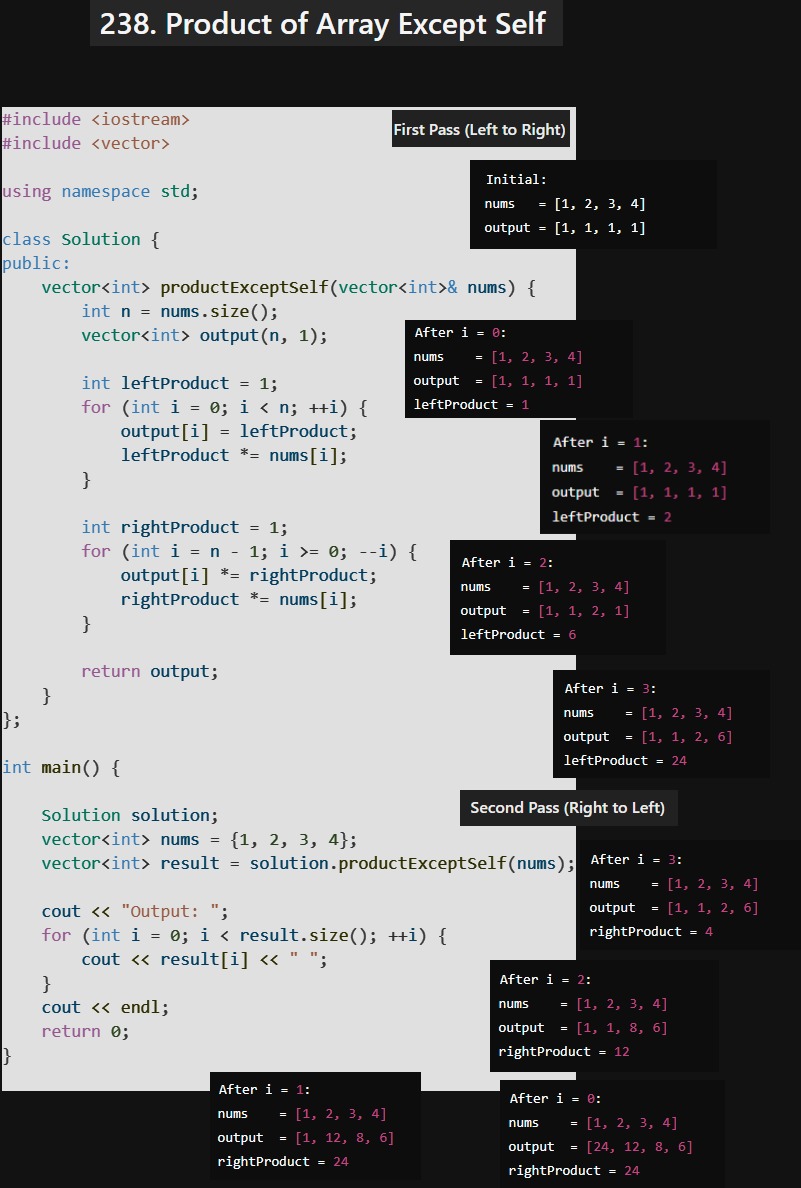 238. Product of Array Except Self
#include <iostream>
#include <vector>
using namespace std;
class Solution {
public:
    vector<int> productExceptSelf(vector<int>& nums) {
        int n = nums.size();
        vector<int> output(n, 1);
        int leftProduct = 1;
        for (int i = 0; i < n; ++i) {
            output[i] = leftProduct;
            leftProduct *= nums[i];
        }
        int rightProduct = 1;
        for (int i = n - 1; i >= 0; --i) {
            output[i] *= rightProduct;
            rightProduct *= nums[i];
        }
        return output;
    }
};
int main() {
    Solution solution;
    vector<int> nums = {1, 2, 3, 4};
    vector<int> result = solution.productExceptSelf(nums);
    cout << "Output: ";
    for (int i = 0; i < result.size(); ++i) {
        cout << result[i] << " ";
    }
    cout << endl;
    return 0;
}
First Pass (Left to Right)
Initial:
nums   = [1, 2, 3, 4]
output = [1, 1, 1, 1]
After i = 0:
nums    = [1, 2, 3, 4]
output  = [1, 1, 1, 1]
leftProduct = 1
After i = 1:
nums    = [1, 2, 3, 4]
output  = [1, 1, 1, 1]
leftProduct = 2
After i = 2:
nums    = [1, 2, 3, 4]
output  = [1, 1, 2, 1]
leftProduct = 6
After i = 3:
nums    = [1, 2, 3, 4]
output  = [1, 1, 2, 6]
leftProduct = 24
Second Pass (Right to Left)
After i = 3:
nums    = [1, 2, 3, 4]
output  = [1, 1, 2, 6]
rightProduct = 4
After i = 2:
nums    = [1, 2, 3, 4]
output  = [1, 1, 8, 6]
rightProduct = 12
After i = 1:
nums    = [1, 2, 3, 4]
output  = [1, 12, 8, 6]
rightProduct = 24
After i = 0:
nums    = [1, 2, 3, 4]
output  = [24, 12, 8, 6]
rightProduct = 24